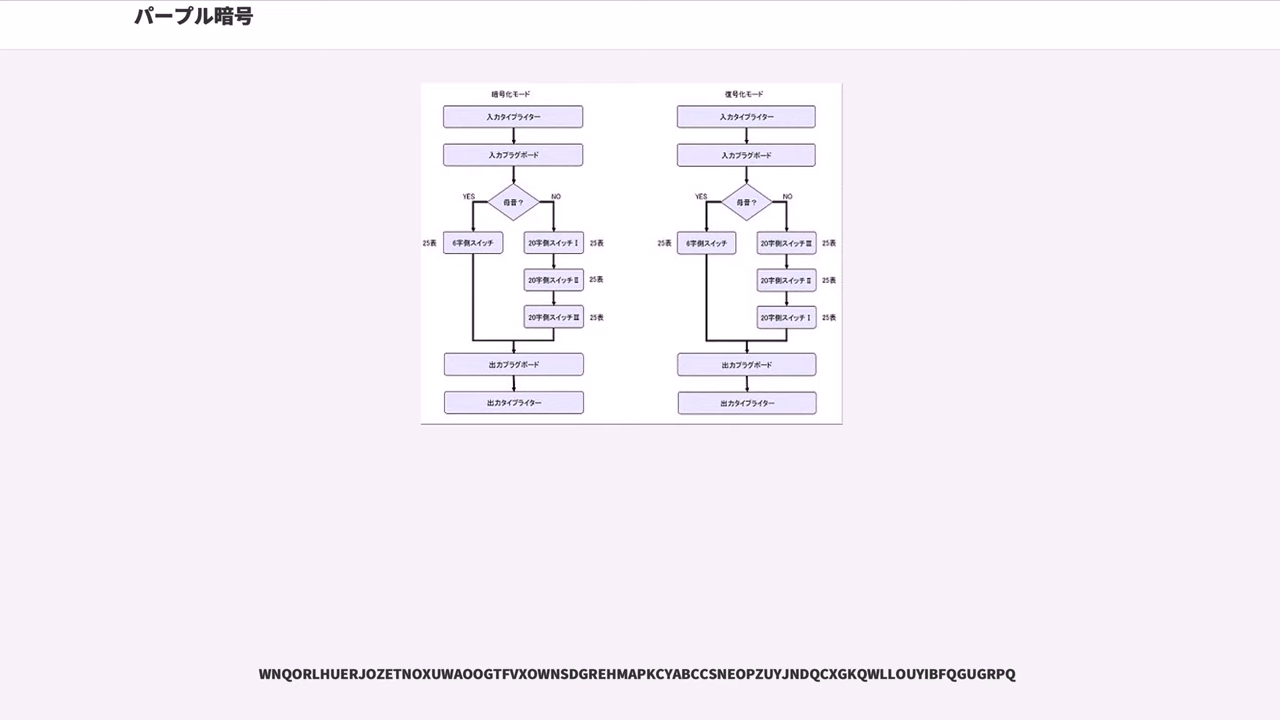 パープル暗号
暗号化モード
入力タイプライター
入力プラグボード
母音?
YES
NO
25表
6字側スイッチ
20字側スイッチⅠ
25表
20字側スイッチⅡ
25表
20字側スイッチⅢ
25表
出力プラグボード
出力タイプライター
復号化モード
入力タイプライター
入力プラグボード
母音?
YES
NO
25表
6字側スイッチ
20字側スイッチⅢ
25表
20字側スイッチⅡ
25表
20字側スイッチⅠ
25表
出力プラグボード
出力タイプライター
WNQORLHUERJOZETNOXUWAOOGTFVXOWNSDGREHMAPKCYABCCSNEOPZUYJNDQCXGKQWLLOUYIBFQGUGRPQ